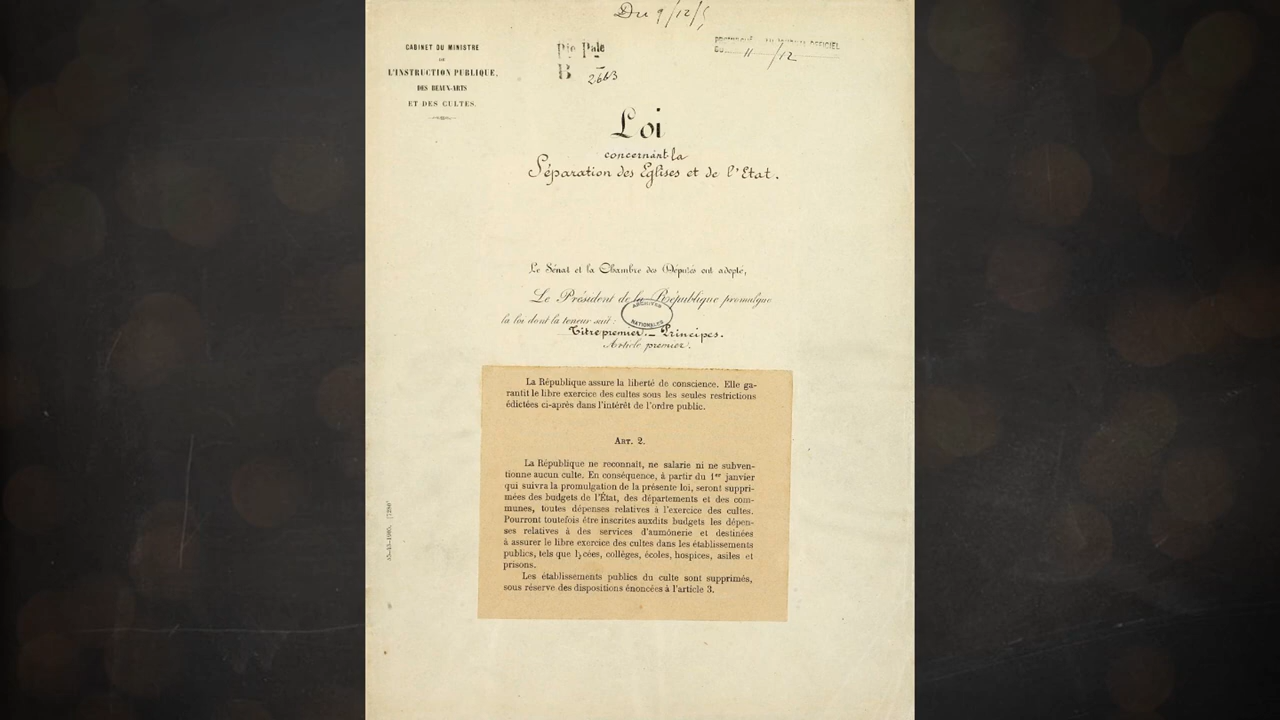 Du 9/12/5
CABINET DU MINISTRE
DE
L'INSTRUCTION PUBLIQUE,
DES BEAUX-ARTS
ET DES CULTES.
B 2663
OFFICIEL
DU 11/12
Loi
concernant la
Séparation des Eglises et de l'Etat.
Le Sénat et la Chambre des Députés ont adopté,
Le Président de la République promulgue
la loi dont la teneur suit :
ARCHIVES
NATIONALES
Titre premier. _ Principes.
Article premier.
La République assure la liberté de conscience. Elle ga-
rantit le libre exercice des cultes sous les seules restrictions
édictées ci-après dans l'intérêt de l'ordre public.
ART. 2.
La République ne reconnaît, ne salarie ni ne subven-
tionne aucun culte. En conséquence, à partir du 1er janvier
qui suivra la promulgation de la présente loi, seront suppri-
mées des budgets de l'État, des départements et des com-
munes, toutes dépenses relatives à l'exercice des cultes.
Pourront toutefois être inscrites auxdits budgets les dépen-
ses relatives à des services d'aumônerie et destinées
à assurer le libre exercice des cultes dans les établissements
publics, tels que lycées, collèges, écoles, hospices, asiles et
prisons.
Les établissements publics du culte sont supprimés,
sous réserve des dispositions énoncées à l'article 3.